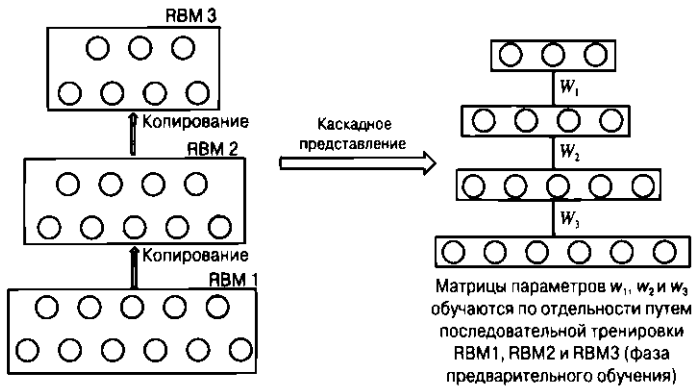 RBM 3
Копирование
RBM 2
Копирование
RBM 1
Каскадное
представление
W₁
W₂
W₃
Матрицы параметров w₁, w₂ и w₃
обучаются по отдельности путем
последовательной тренировки
RBM1, RBM2 и RBM3 (фаза
предварительного обучения)